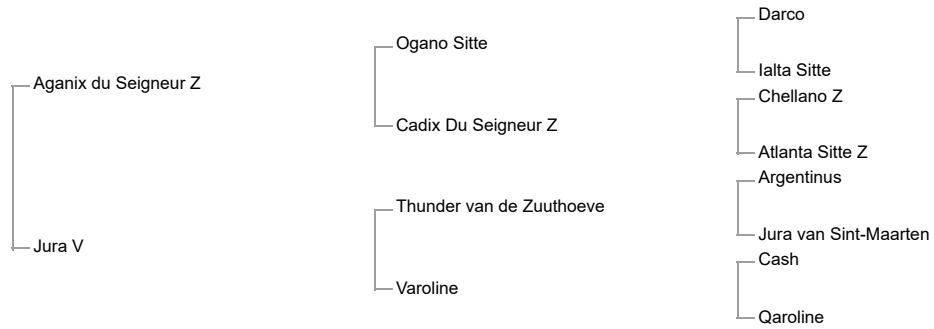 Darco
Ogano Sitte
Ialta Sitte
Aganix du Seigneur Z
Chellano Z
Cadix Du Seigneur Z
Atlanta Sitte Z
Argentinus
Thunder van de Zuuthoeve
Jura van Sint-Maarten
Jura V
Cash
Varoline
Qaroline